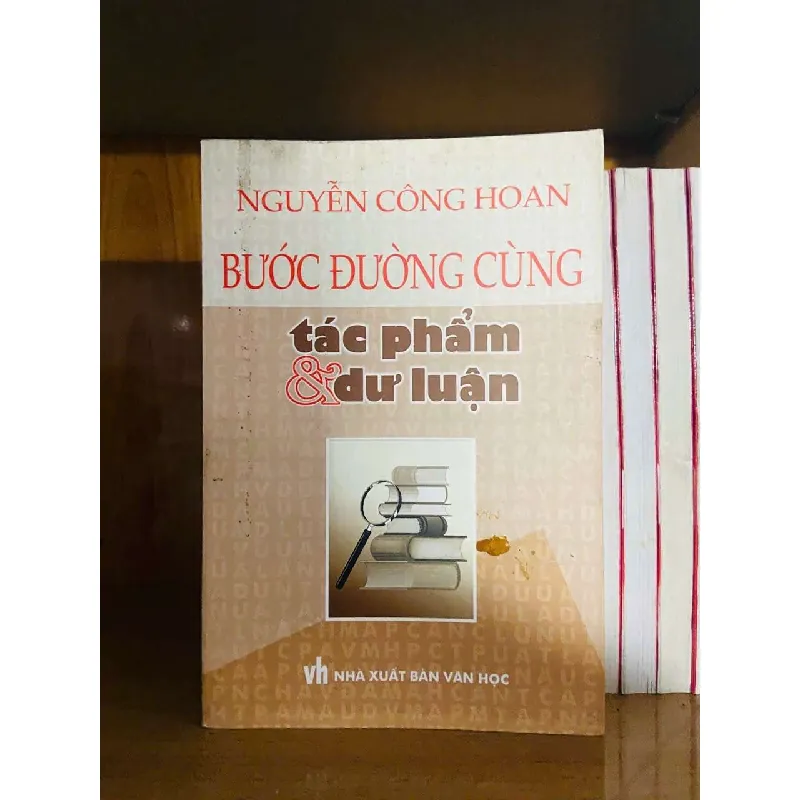 NGUYỄN CÔNG HOAN
BƯỚC ĐƯỜNG CÙNG
tác phẩm
& dư luận
vh NHÀ XUẤT BẢN VĂN HỌC